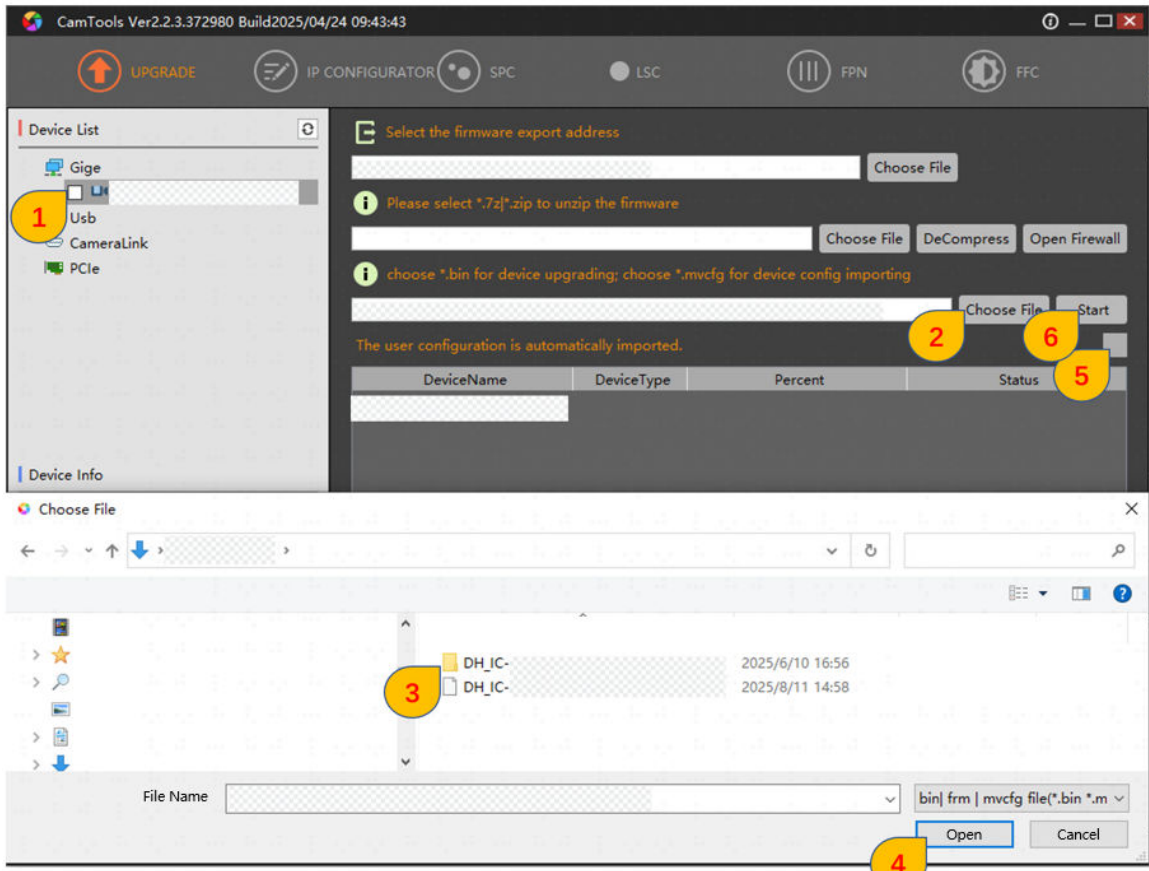 CamTools Ver2.2.3.372980 Build2025/04/24 09:43:43
UPGRADE
IP CONFIGURATOR
SPC
LSC
FPN
FFC
Device List
Gige
1
Usb
CameraLink
PCIe
Device Info
Select the firmware export address
Choose File
Please select *.7z|*.zip to unzip the firmware
Choose File DeCompress Open Firewall
choose *.bin for device upgrading; choose *.mvcfg for device config importing
Choose File Start
2 6
The user configuration is automatically imported.
5
DeviceName DeviceType Percent Status
Choose File
DH_IC- 2025/6/10 16:56
3
DH_IC- 2025/8/11 14:58
File Name
bin| frm | mvcfg file(*.bin *.m
Open Cancel
4